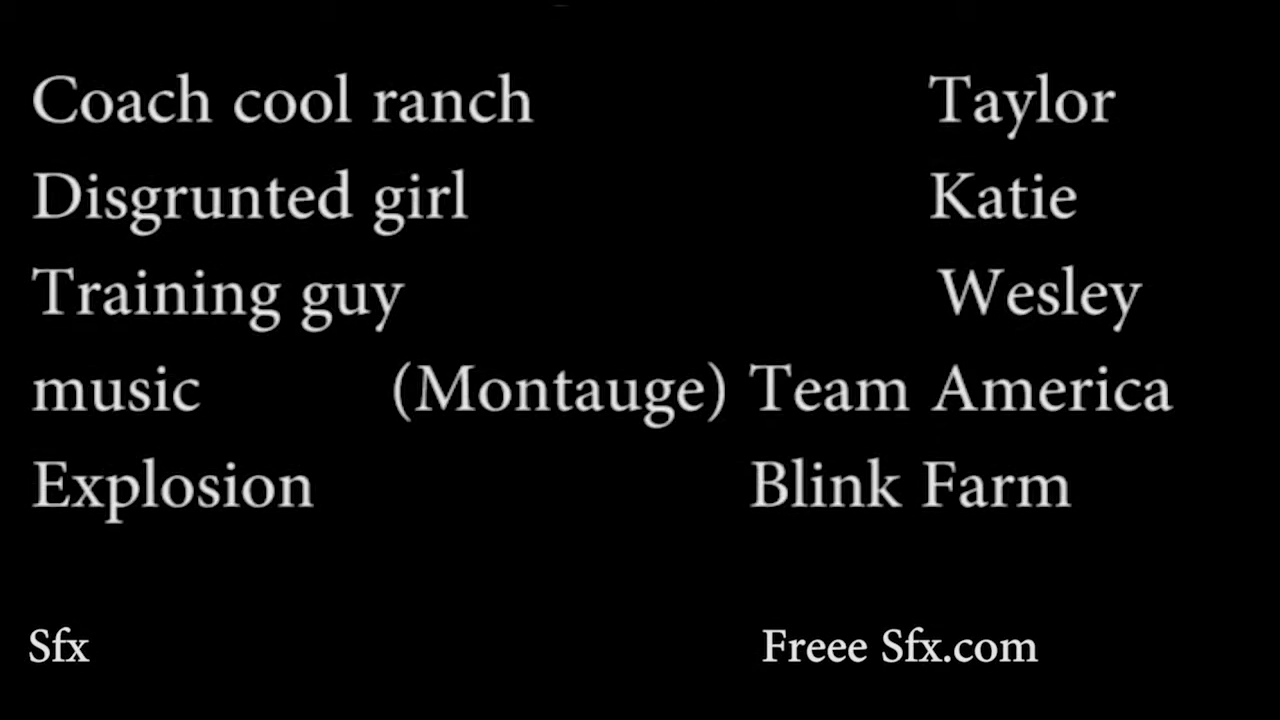 Coach cool ranch Taylor
Disgrunted girl Katie
Training guy Wesley
music (Montauge) Team America
Explosion Blink Farm
Sfx Freee Sfx.com